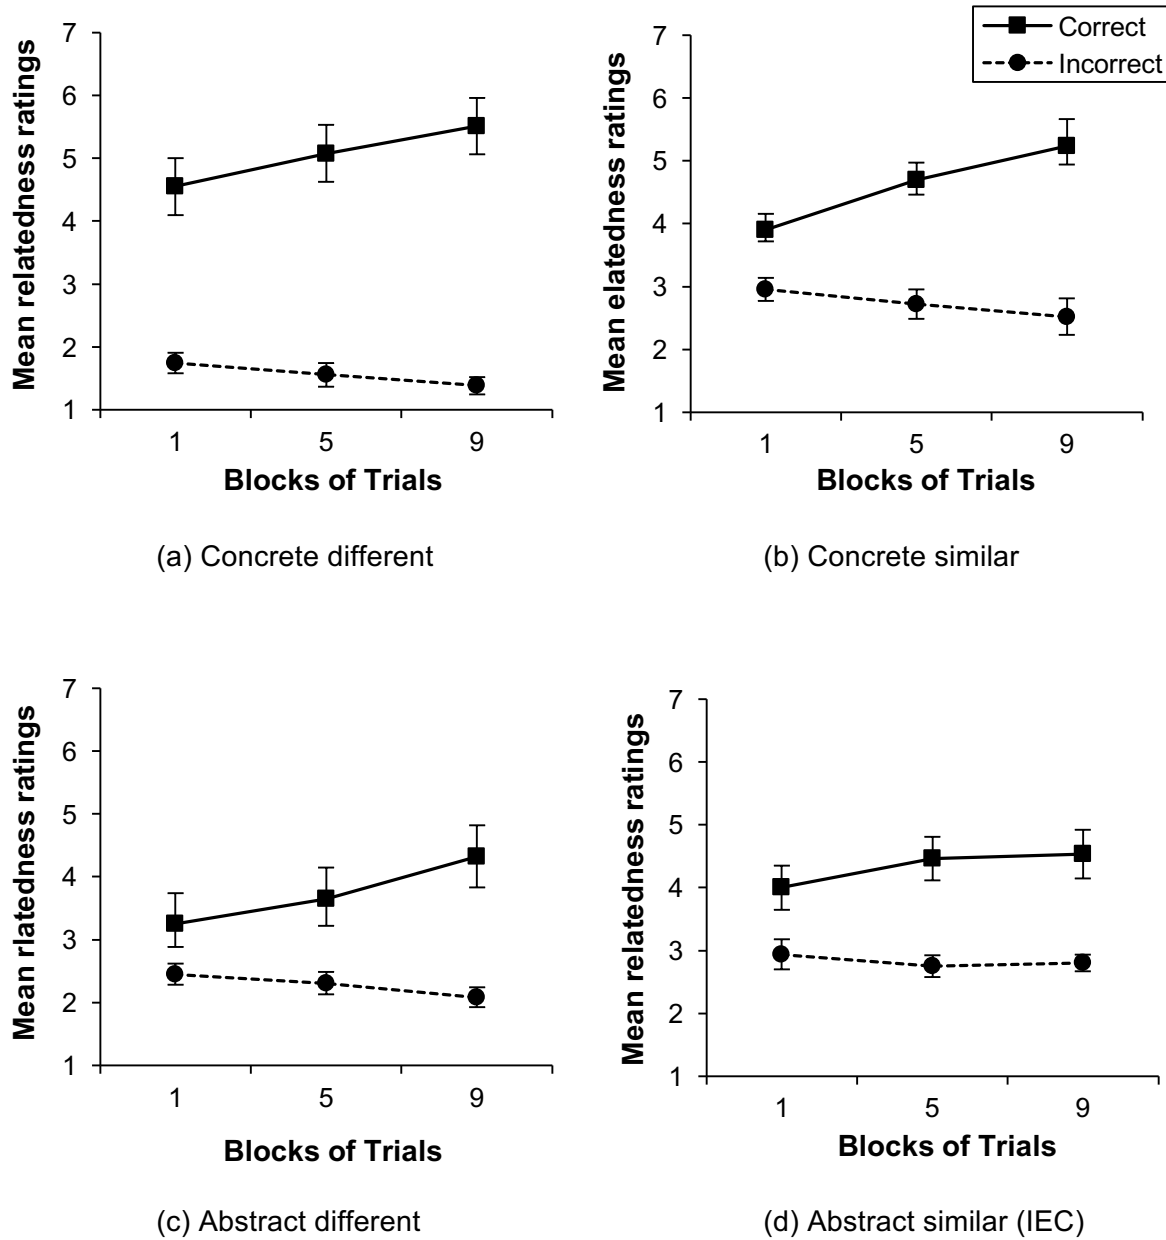 Correct
Incorrect
Mean relatedness ratings
7
6
5
4
3
2
1
1 5 9
Blocks of Trials
(a) Concrete different
Mean elatedness ratings
7
6
5
4
3
2
1
1 5 9
Blocks of Trials
(b) Concrete similar
Mean rlatedness ratings
7
6
5
4
3
2
1
1 5 9
Blocks of Trials
(c) Abstract different
Mean relatedness ratings
7
6
5
4
3
2
1
1 5 9
Blocks of Trials
(d) Abstract similar (IEC)